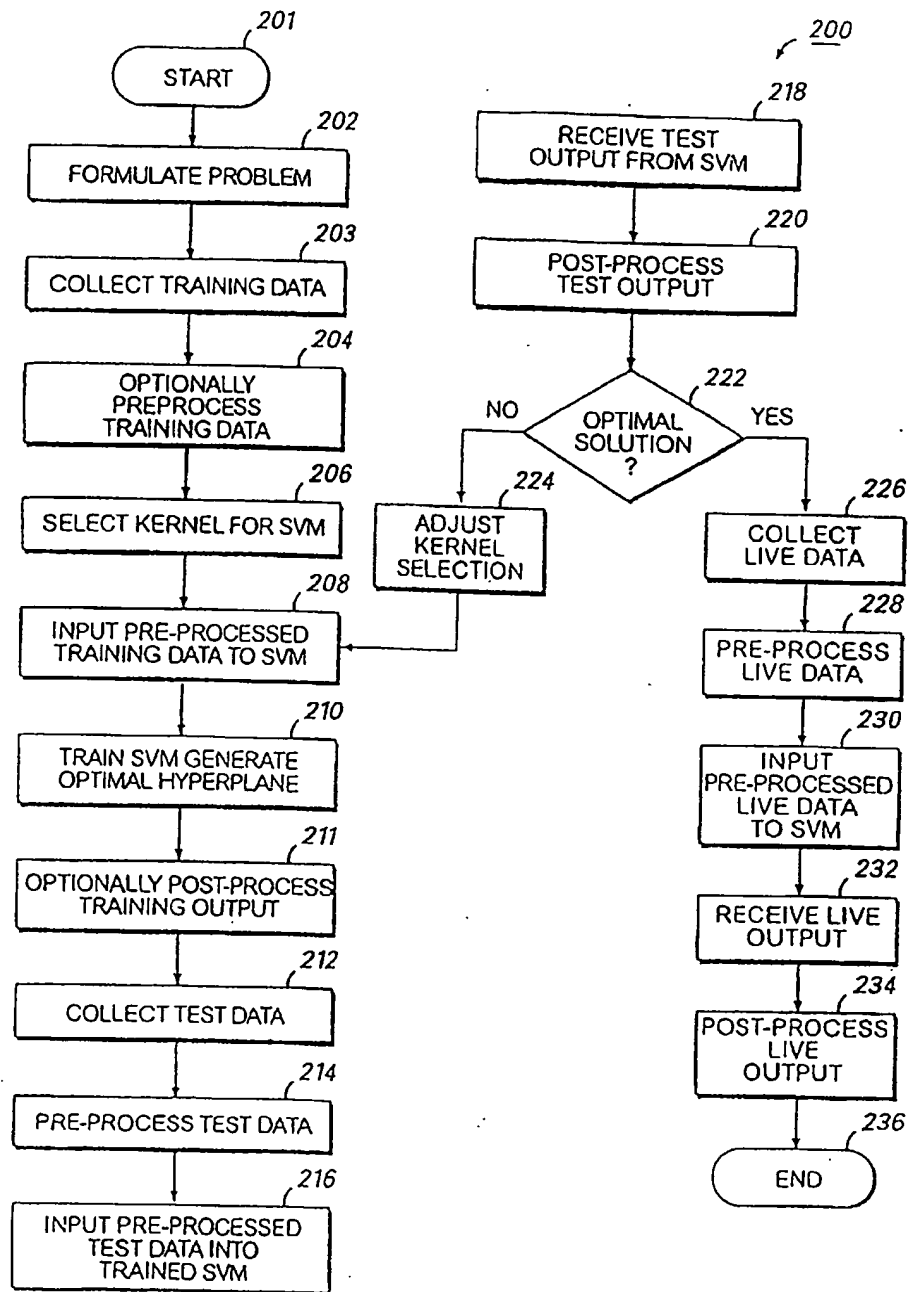 201
START
202
FORMULATE PROBLEM
203
COLLECT TRAINING DATA
204
OPTIONALLY
PREPROCESS
TRAINING DATA
206
SELECT KERNEL FOR SVM
208
INPUT PRE-PROCESSED
TRAINING DATA TO SVM
210
TRAIN SVM GENERATE
OPTIMAL HYPERPLANE
211
OPTIONALLY POST-PROCESS
TRAINING OUTPUT
212
COLLECT TEST DATA
214
PRE-PROCESS TEST DATA
216
INPUT PRE-PROCESSED
TEST DATA INTO
TRAINED SVM
200
218
RECEIVE TEST
OUTPUT FROM SVM
220
POST-PROCESS
TEST OUTPUT
222
NO
OPTIMAL
SOLUTION
?
YES
224
ADJUST
KERNEL
SELECTION
226
COLLECT
LIVE DATA
228
PRE-PROCESS
LIVE DATA
230
INPUT
PRE-PROCESSED
LIVE DATA
TO SVM
232
RECEIVE LIVE
OUTPUT
234
POST-PROCESS
LIVE
OUTPUT
236
END